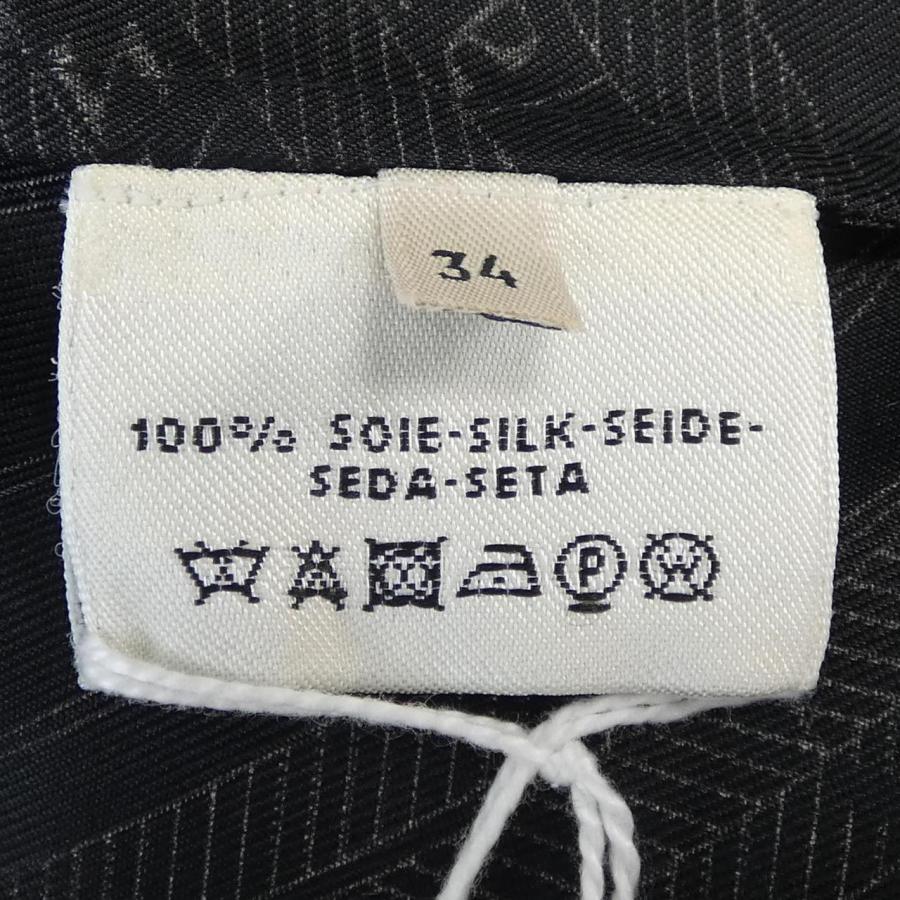 34
100% SOIE-SILK-SEIDE-
SEDA-SETA
P W